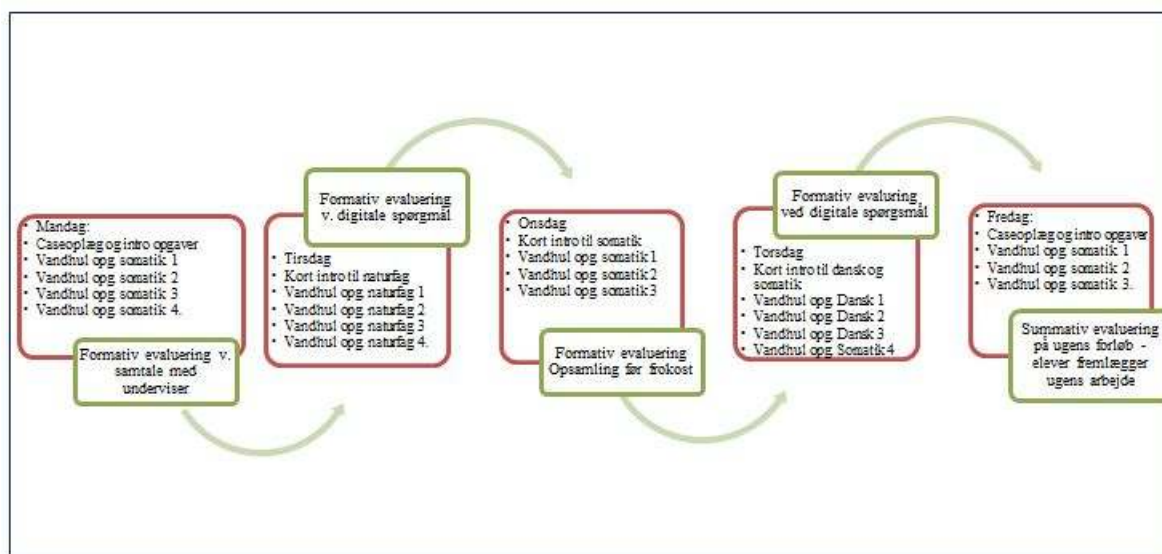 Mandag:
Caseoplæg og intro opgaver
Vandhul opg somatik 1
Vandhul opg somatik 2
Vandhul opg somatik 3
Vandhul opg somatik 4.
Formativ evaluering v.
samtale med
underviser
Formativ evaluering
v. digitale spørgmål
Tirsdag
Kort intro til naturfag
Vandhul opg. naturfag 1
Vandhul opg. naturfag 2
Vandhul opg. naturfag 3
Vandhul opg. naturfag 4.
Onsdag
Kort intro til somatik
Vandhul opg somatik 1
Vandhul opg somatik 2
Vandhul opg somatik 3
Formativ evaluering
Opsamling før frokost
Formativ evaluring
ved digitale spørgsmål
Torsdag
Kort intro til dansk og
somatik
Vandhul opg. Dansk 1
Vandhul opg. Dansk 2
Vandhul opg. Dansk 3
Vandhul opg. Somatik 4
Fredag:
Caseoplæg og intro opgaver
Vandhul opg somatik 1
Vandhul opg somatik 2
Vandhul opg somatik 3.
Summativ evaluering
på ugens forløb -
elever fremlægger
ugens arbejde